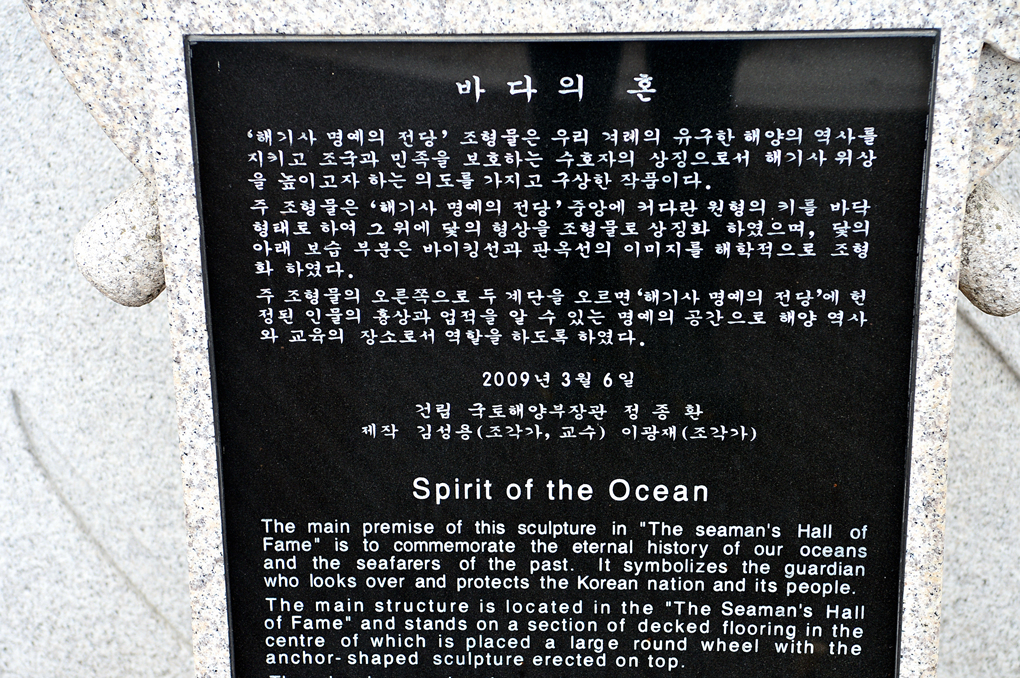 바다의 혼
‘해기사 명예의 전당’ 조형물은 우리 겨레의 유구한 해양의 역사를
지키고 조국과 민족을 보호하는 수호자의 상징으로서 해기사 위상
을 높이고자 하는 의도를 가지고 구상한 작품이다.
주 조형물은 ‘해기사 명예의 전당’ 중앙에 커다란 원형의 키를 바닥
형태로 하여 그 위에 닻의 형상을 조형물로 상징화 하였으며, 닻의
아래 보습 부분은 바이킹선과 판옥선의 이미지를 해학적으로 조형
화 하였다.
주 조형물의 오른쪽으로 두 계단을 오르면 ‘해기사 명예의 전당’에 헌
정된 인물의 흉상과 업적을 알 수 있는 명예의 공간으로 해양 역사
와 교육의 장소로서 역할을 하도록 하였다.
2009년 3월 6일
건립 국토해양부장관 정 종 환
제작 김성용(조각가, 교수) 이광재(조각가)
Spirit of the Ocean
The main premise of this sculpture in "The seaman's Hall of
Fame" is to commemorate the eternal history of our oceans
and the seafarers of the past. It symbolizes the guardian
who looks over and protects the Korean nation and its people.
The main structure is located in the "The Seaman's Hall
of Fame" and stands on a section of decked flooring in the
centre of which is placed a large round wheel with the
anchor-shaped sculpture erected on top.